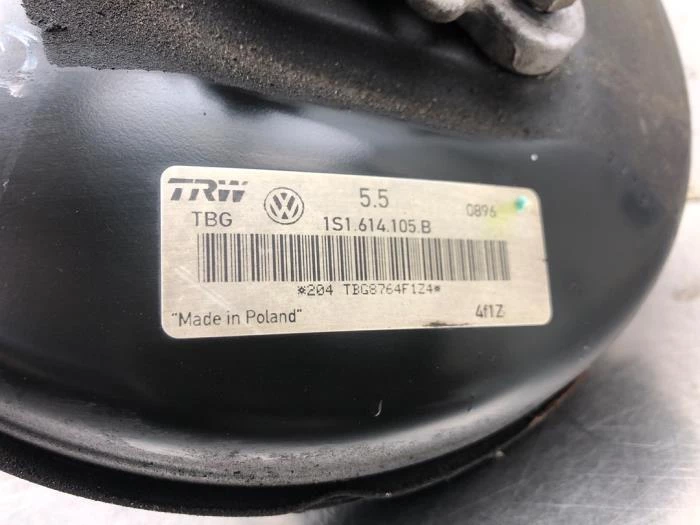 TRW 5.5 0896
TBG 1S1.614.105.B
*204 TBG8764F1Z4*
"Made in Poland" 4f1Z